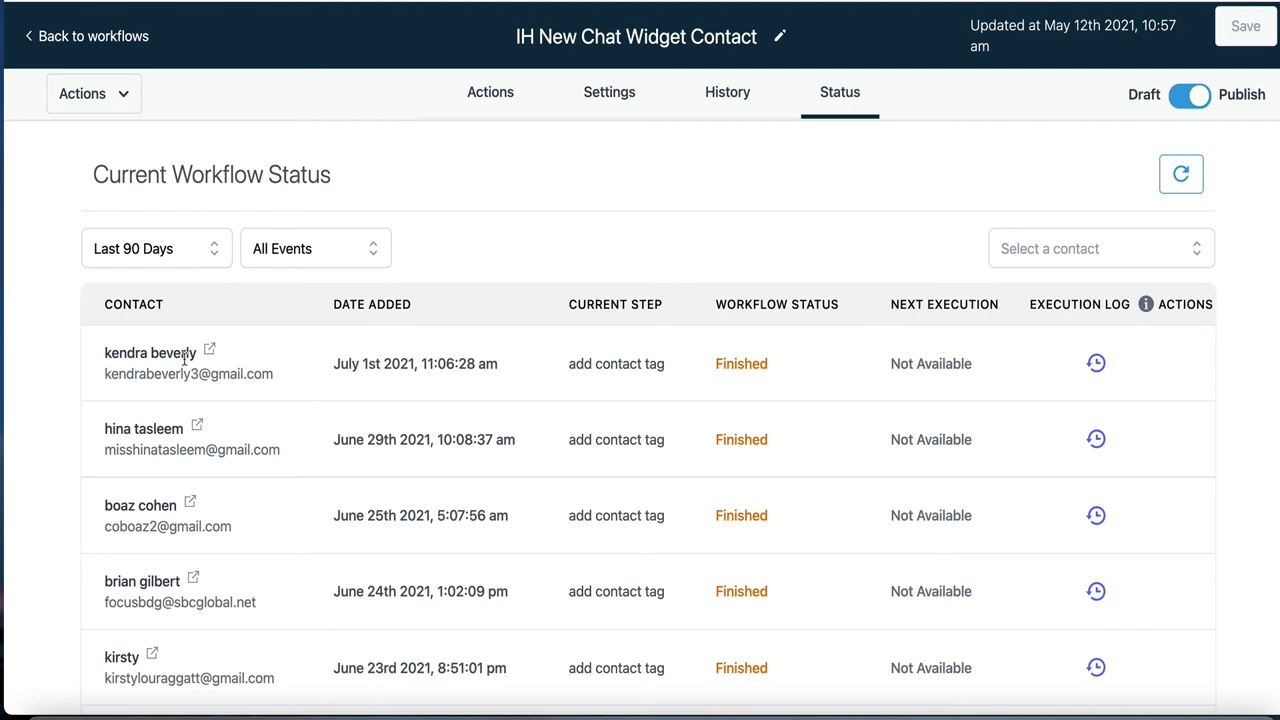 Back to workflows
IH New Chat Widget Contact
Updated at May 12th 2021, 10:57
am
Save
Actions
Actions
Settings
History
Status
Draft
Publish
Current Workflow Status
Last 90 Days
All Events
Select a contact
CONTACT DATE ADDED CURRENT STEP WORKFLOW STATUS NEXT EXECUTION EXECUTION LOG ACTIONS
kendra beverly
kendrabeverly3@gmail.com
July 1st 2021, 11:06:28 am
add contact tag
Finished
Not Available
hina tasleem
misshinatasleem@gmail.com
June 29th 2021, 10:08:37 am
add contact tag
Finished
Not Available
boaz cohen
coboaz2@gmail.com
June 25th 2021, 5:07:56 am
add contact tag
Finished
Not Available
brian gilbert
focusbdg@sbcglobal.net
June 24th 2021, 1:02:09 pm
add contact tag
Finished
Not Available
kirsty
kirstylouraggatt@gmail.com
June 23rd 2021, 8:51:01 pm
add contact tag
Finished
Not Available